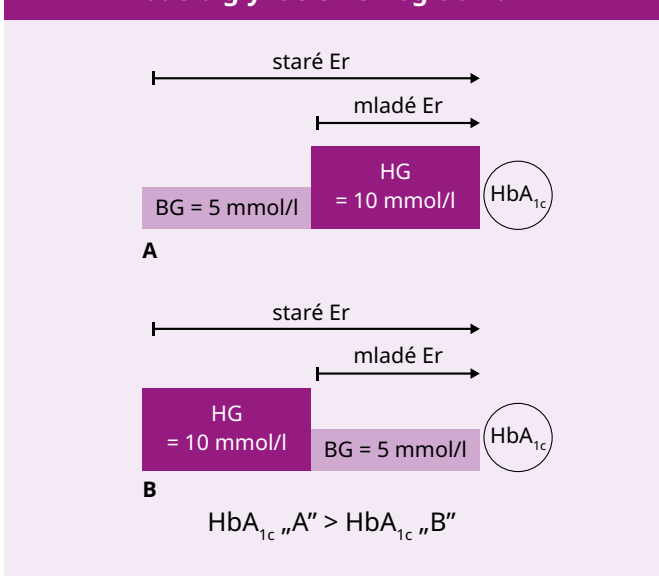 staré Er
mladé Er
HG
= 10 mmol/l
BG = 5 mmol/l
HbA1c
A
staré Er
mladé Er
HG
= 10 mmol/l
BG = 5 mmol/l
HbA1c
B
HbA1c „A” > HbA1c „B”